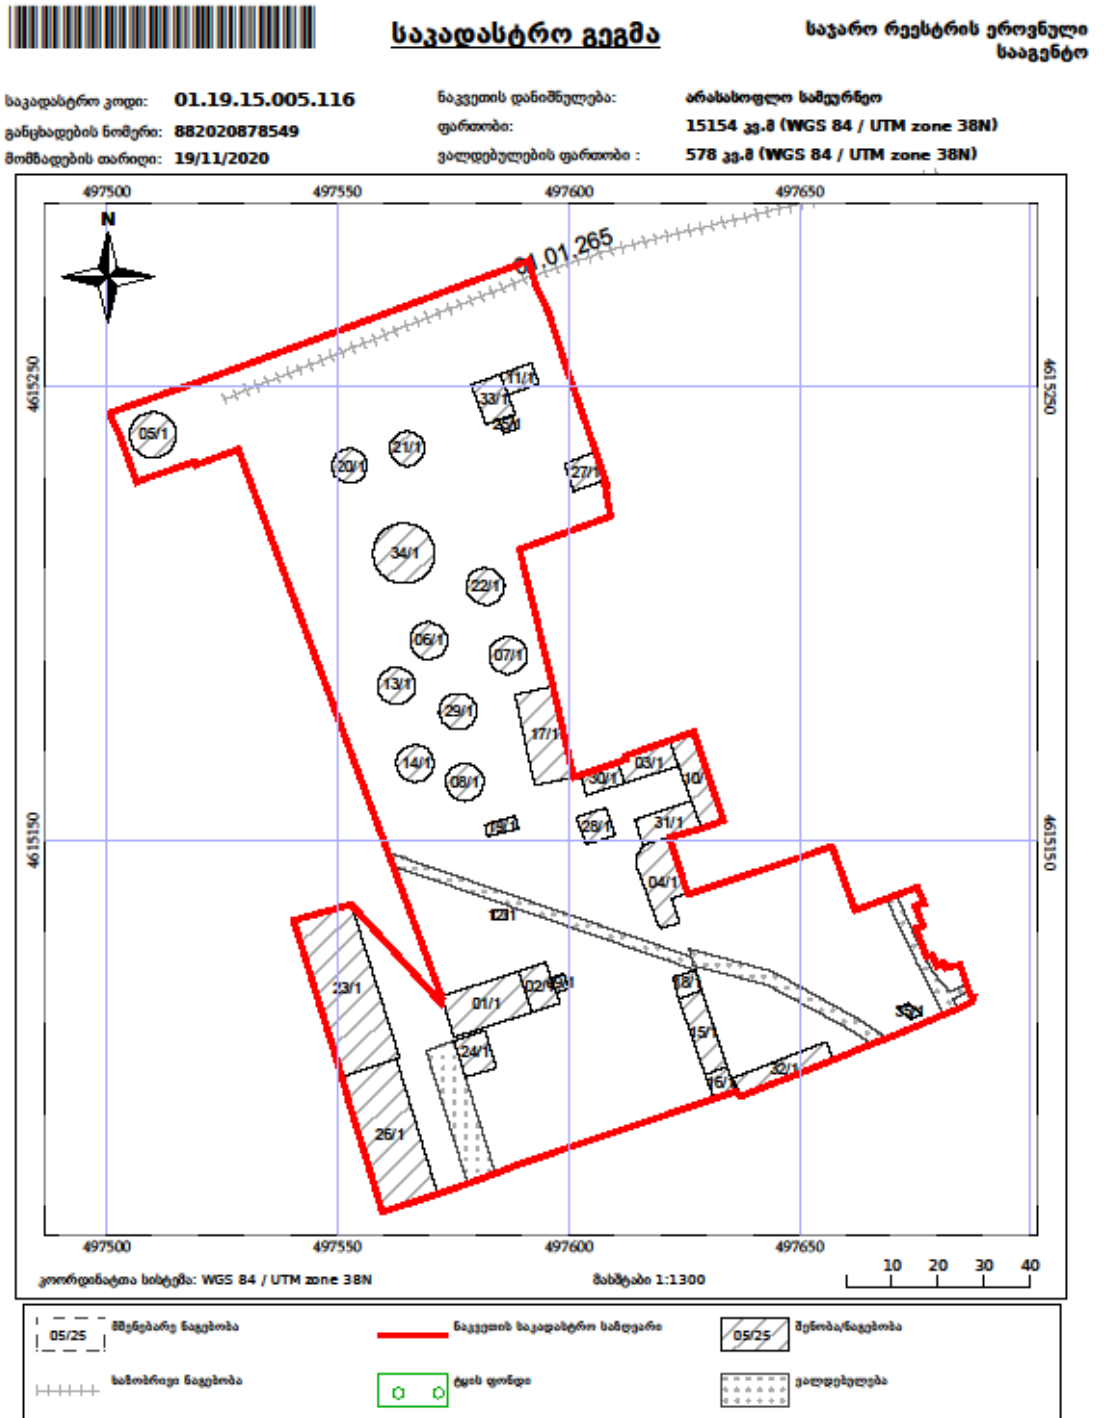 საკადასტრო გეგმა
საჯარო რეესტრის ეროვნული
სააგენტო
საკადასტრო კოდი: 01.19.15.005.116
ნაკვეთის დანიშნულება: არასასოფლო სამეურნეო
განცხადების ნომერი: 882020878549
ფართობი: 15154 კვ.მ (WGS 84 / UTM zone 38N)
მომზადების თარიღი: 19/11/2020
ვალდებულების ფართობი : 578 კვ.მ (WGS 84 / UTM zone 38N)
497500 497550 497600 497650
N
01.265
4615250
4615250
11/1
33/1
05/1
21/1
20/1
27/1
34/1
22/1
06/1
07/1
13/1
29/1
17/1
14/1
03/1
08/1
30/1
10/
28/1
31/1
4615150
4615150
04/1
18/1
23/1
02/
01/1
15/1
24/1
32/1
16/1
26/1
497500 497550 497600 497650
კოორდინატთა სისტემა: WGS 84 / UTM zone 38N
მასშტაბი 1:1300
10 20 30 40
05/25 მშენებარე ნაგებობა
ნაკვეთის საკადასტრო საზღვარი
05/25 შენობა/ნაგებობა
ხაზობრივი ნაგებობა
ტყის ფონდი
ვალდებულება